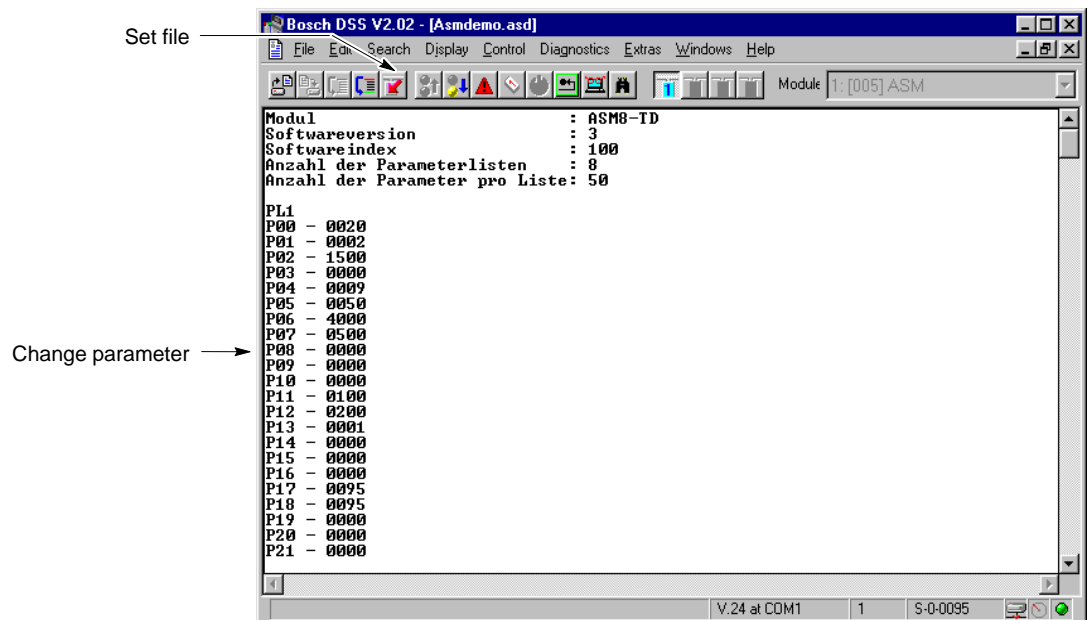 Set file
Change parameter
Bosch DSS V2.02 - [Asmdemo.asd]
File Edit Search Display Control Diagnostics Extras Windows Help
1 Module 1: [005] ASM
Modul : ASM8-TD
Softwareversion : 3
Softwareindex : 100
Anzahl der Parameterlisten : 8
Anzahl der Parameter pro Liste: 50
PL1
P00 - 0020
P01 - 0002
P02 - 1500
P03 - 0000
P04 - 0009
P05 - 0050
P06 - 4000
P07 - 0500
P08 - 0000
P09 - 0000
P10 - 0000
P11 - 0100
P12 - 0200
P13 - 0001
P14 - 0000
P15 - 0000
P16 - 0000
P17 - 0095
P18 - 0095
P19 - 0000
P20 - 0000
P21 - 0000
V.24 at COM1 1 S-0-0095